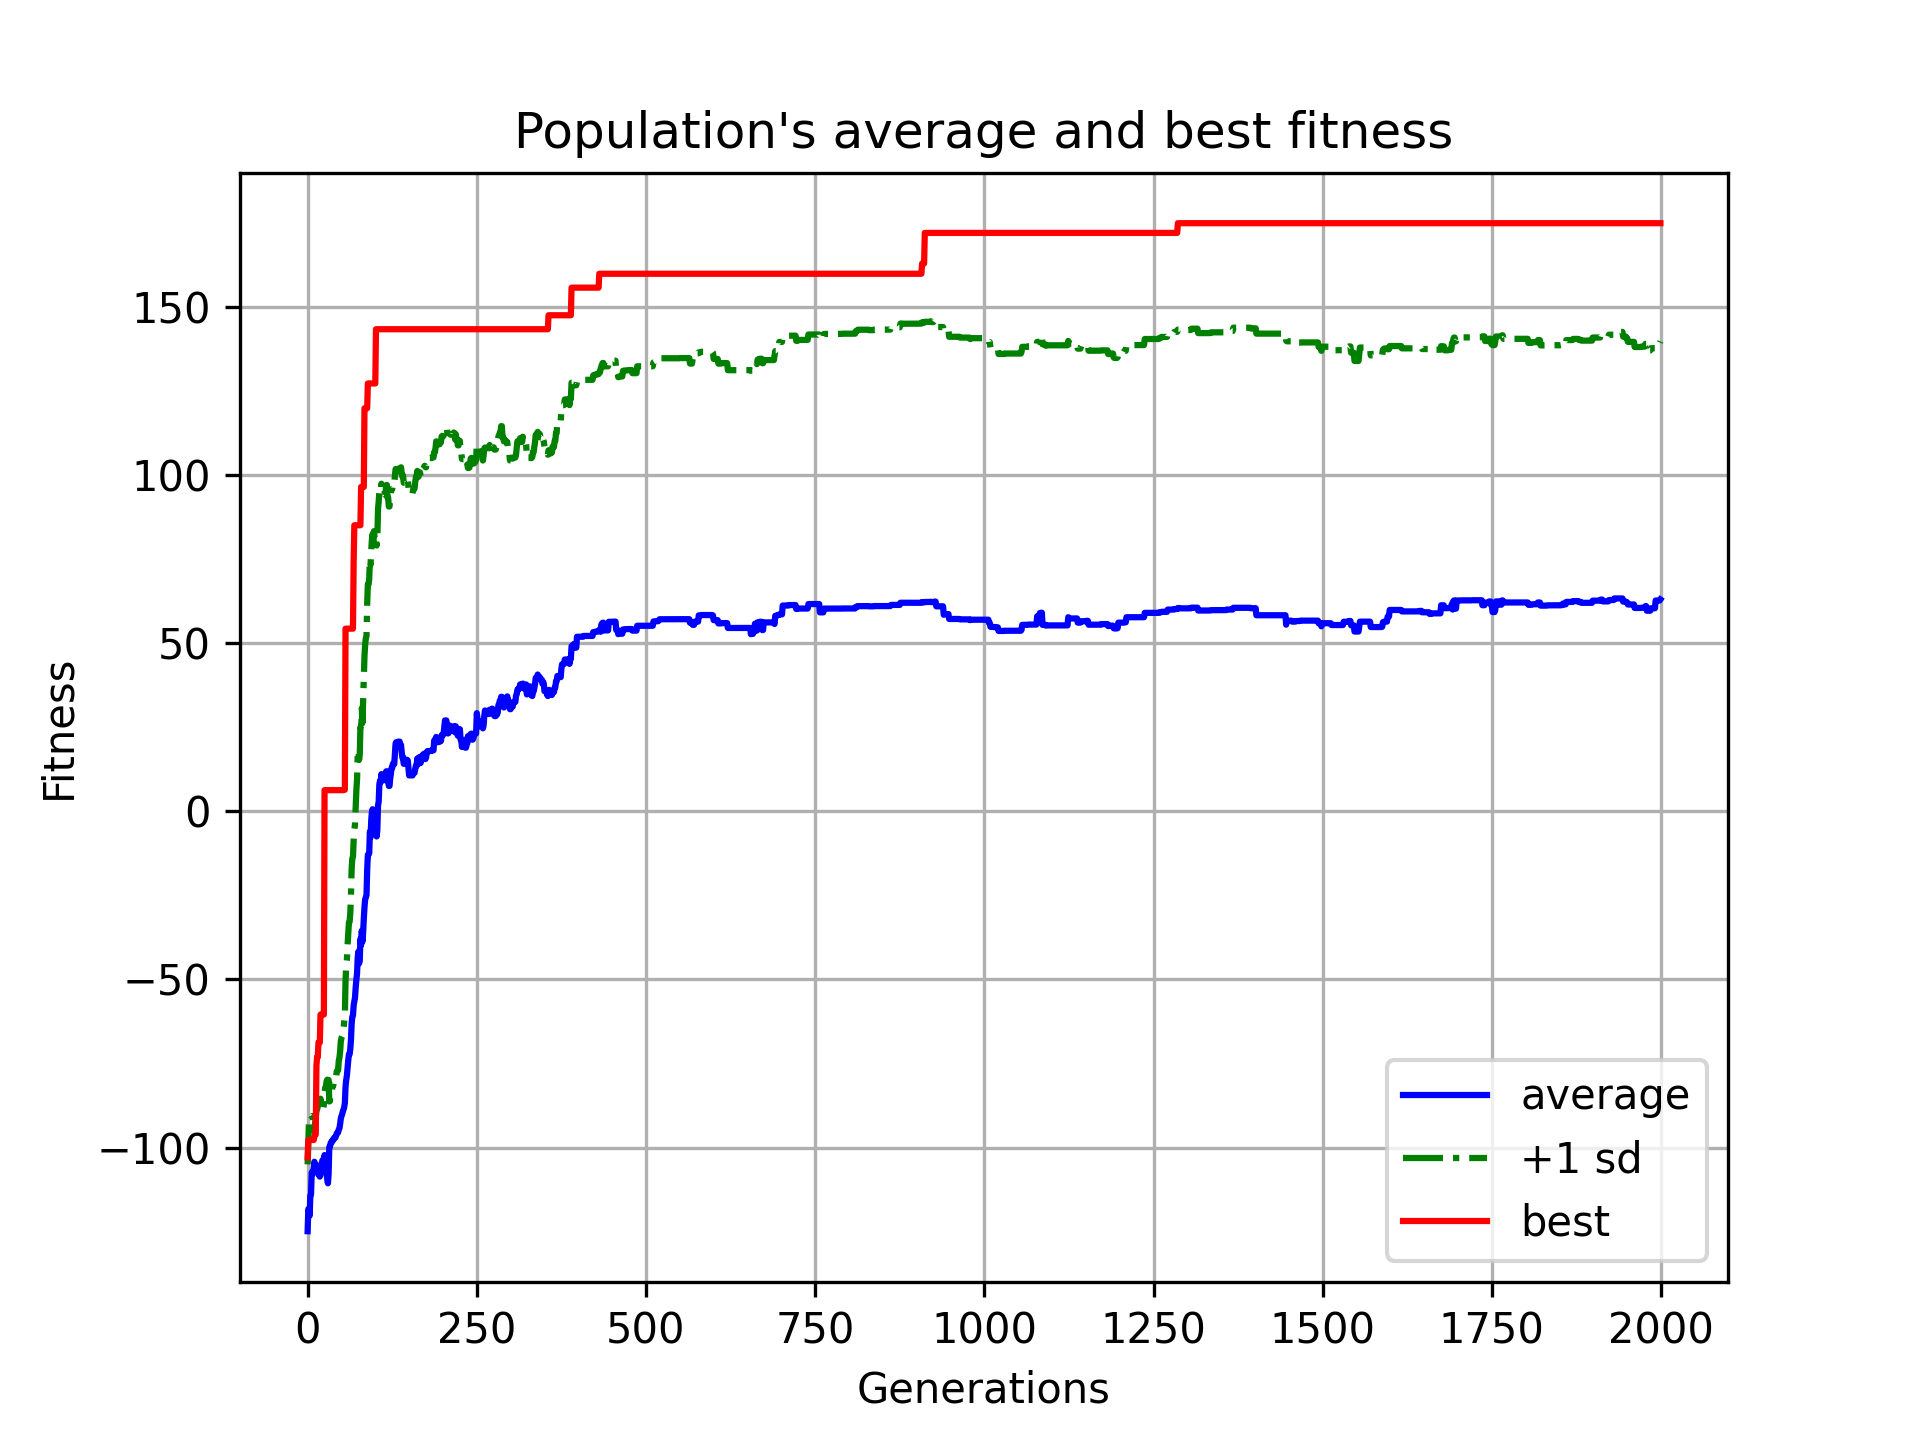 Population's average and best fitness
Fitness
150
100
50
0
−50
−100
0 250 500 750 1000 1250 1500 1750 2000
Generations
average
+1 sd
best